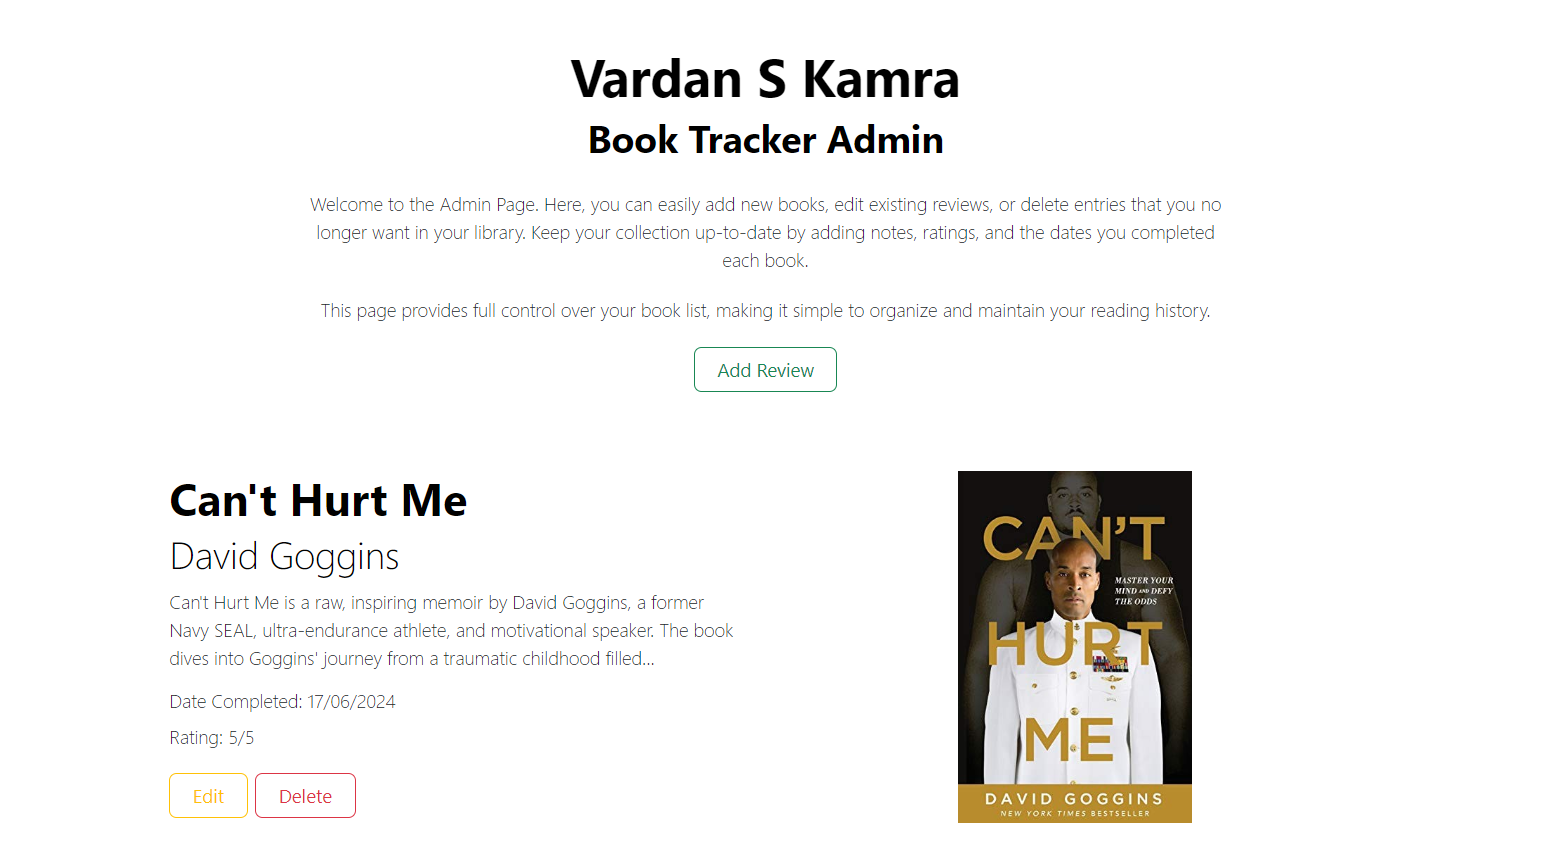 Vardan S Kamra
Book Tracker Admin
Welcome to the Admin Page. Here, you can easily add new books, edit existing reviews, or delete entries that you no
longer want in your library. Keep your collection up-to-date by adding notes, ratings, and the dates you completed
each book.
This page provides full control over your book list, making it simple to organize and maintain your reading history.
Add Review
Can't Hurt Me
David Goggins
Can't Hurt Me is a raw, inspiring memoir by David Goggins, a former
Navy SEAL, ultra-endurance athlete, and motivational speaker. The book
dives into Goggins' journey from a traumatic childhood filled...
Date Completed: 17/06/2024
Rating: 5/5
Edit
Delete
CAN'T
MASTER YOUR
MIND AND DEFY
THE ODDS
HURT
ME
DAVID GOGGINS
NEW YORK TIMES BESTSELLER